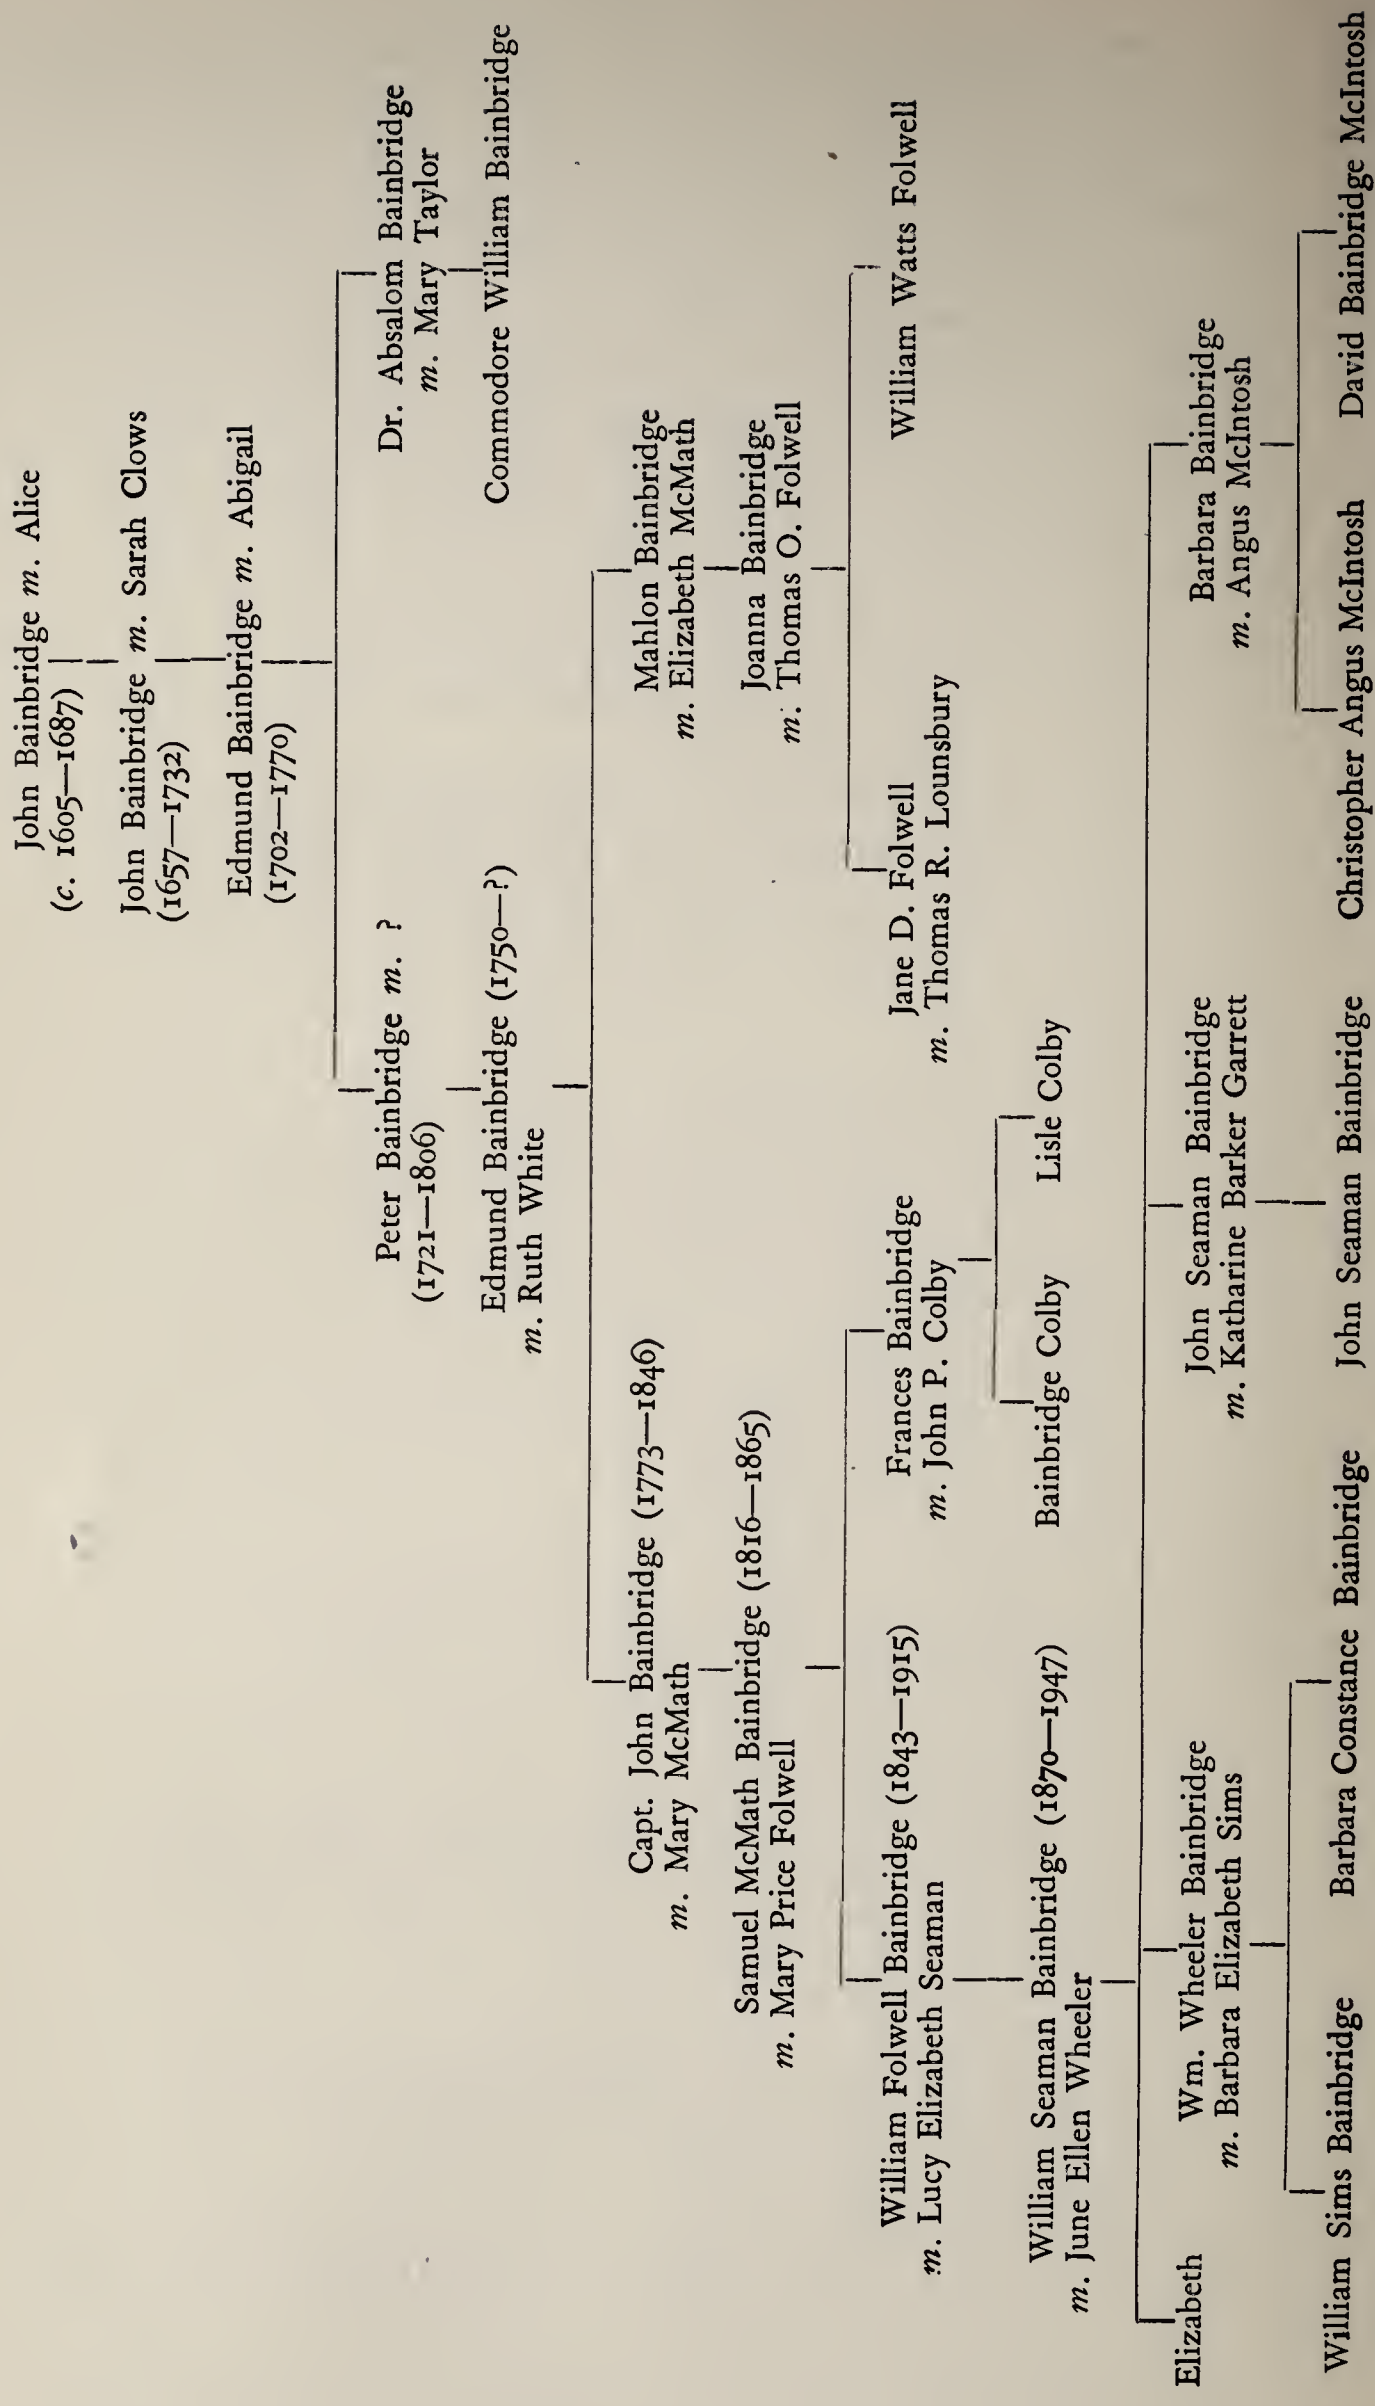 John Bainbridge m. Alice
(c. 1605—1687)
John Bainbridge m. Sarah Clows
(1657—1732)
Edmund Bainbridge m. Abigail
(1702—1770)
Peter Bainbridge m. ?
(1721—1806)
Dr. Absalom Bainbridge
m. Mary Taylor
Edmund Bainbridge (1750—?)
m. Ruth White
Commodore William Bainbridge
Capt. John Bainbridge (1773—1846)
m. Mary McMath
Mahlon Bainbridge
m. Elizabeth McMath
Samuel McMath Bainbridge (1816—1865)
m. Mary Price Folwell
Joanna Bainbridge
m. Thomas O. Folwell
William Folwell Bainbridge (1843—1915)
m. Lucy Elizabeth Seaman
Frances Bainbridge
m. John P. Colby
Jane D. Folwell
m. Thomas R. Lounsbury
William Watts Folwell
William Seaman Bainbridge (1870—1947)
m. June Ellen Wheeler
Bainbridge Colby
Lisle Colby
Elizabeth
Wm. Wheeler Bainbridge
m. Barbara Elizabeth Sims
John Seaman Bainbridge
m. Katharine Barker Garrett
Barbara Bainbridge
m. Angus McIntosh
William Sims Bainbridge
Barbara Constance Bainbridge
John Seaman Bainbridge
Christopher Angus McIntosh
David Bainbridge McIntosh